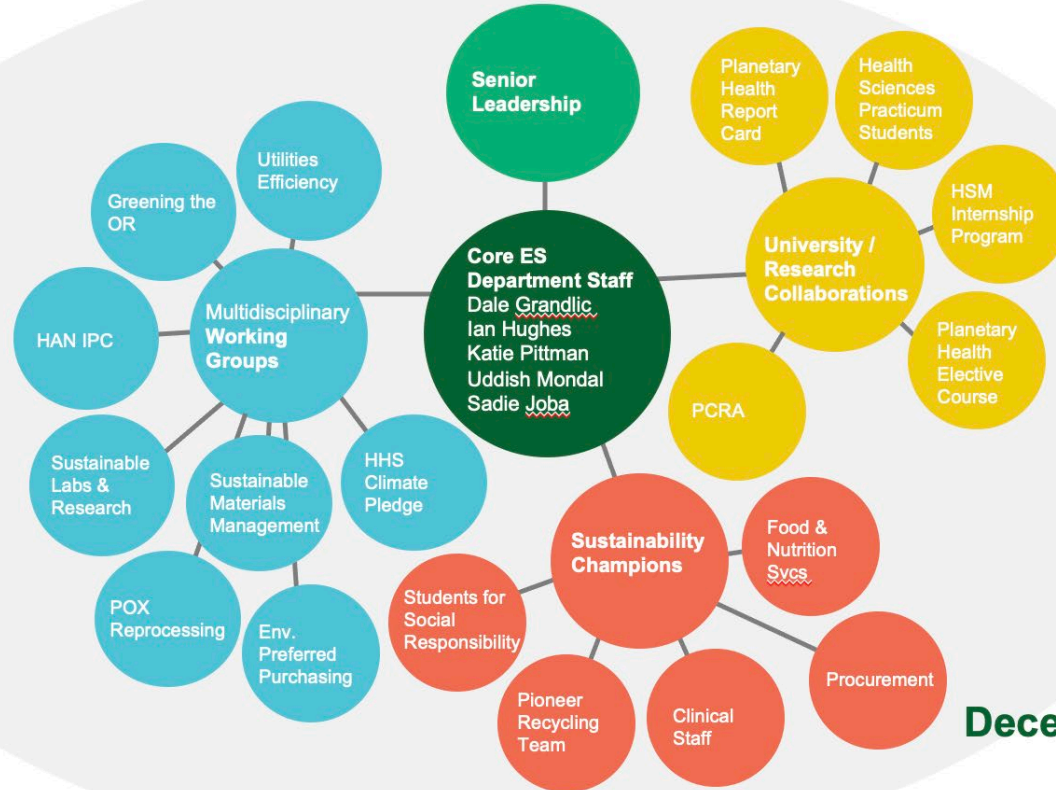 Senior
Leadership
Core ES
Department Staff
Dale Grandlic
Ian Hughes
Katie Pittman
Uddish Mondal
Sadie Joba
Multidisciplinary
Working
Groups
Utilities
Efficiency
Greening the
OR
HAN IPC
Sustainable
Labs &
Research
Sustainable
Materials
Management
HHS
Climate
Pledge
POX
Reprocessing
Env.
Preferred
Purchasing
University /
Research
Collaborations
Planetary
Health
Report
Card
Health
Sciences
Practicum
Students
HSM
Internship
Program
Planetary
Health
Elective
Course
PCRA
Sustainability
Champions
Food &
Nutrition
Svcs
Students for
Social
Responsibility
Pioneer
Recycling
Team
Clinical
Staff
Procurement
Dece